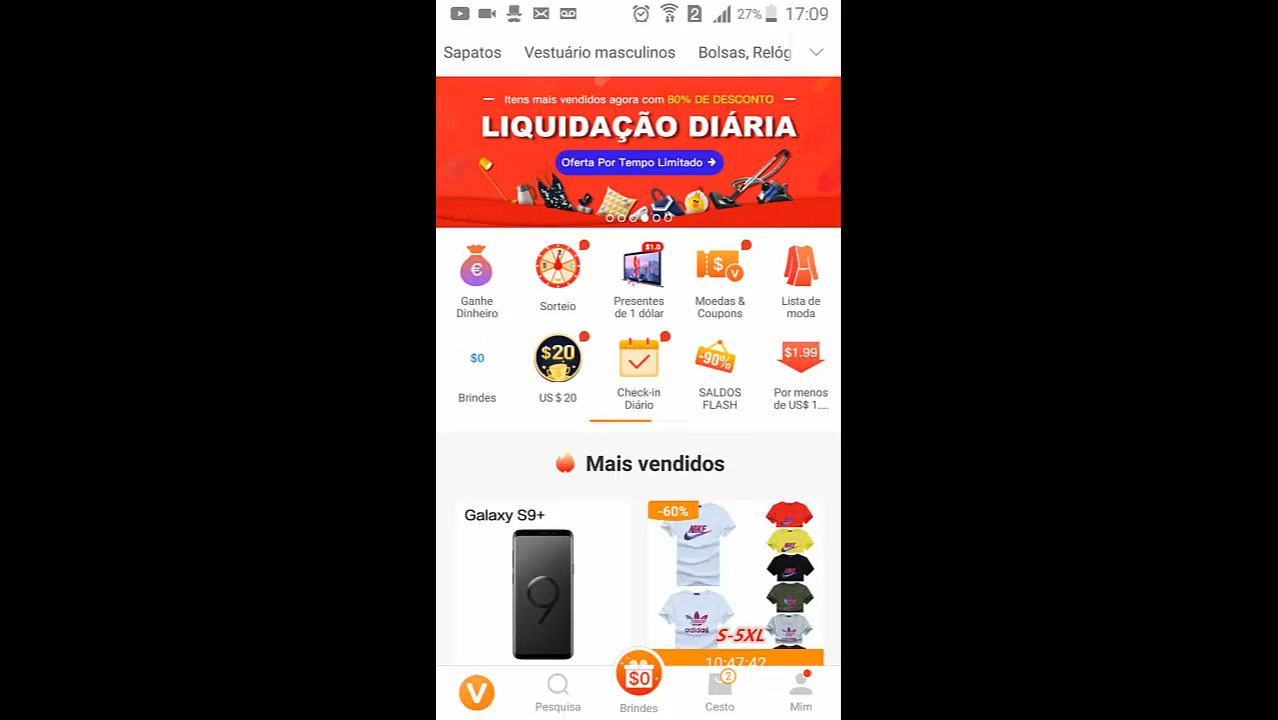 2 27% 17:09
Sapatos Vestuário masculinos Bolsas, Relóg
Itens mais vendidos agora com 80% DE DESCONTO
LIQUIDAÇÃO DIÁRIA
Oferta Por Tempo Limitado
€ $1.0 $ V
Ganhe Dinheiro
Sorteio
Presentes de 1 dólar
Moedas & Coupons
Lista de moda
$0 $20 -90% $1.99
Brindes
US $ 20
Check-in Diário
SALDOS FLASH
Por menos de US$ 1....
Mais vendidos
Galaxy S9+
9
-60%
NIKE
adidas
S-5XL
10:47:42
V $0 2
Pesquisa Brindes Cesto Mim